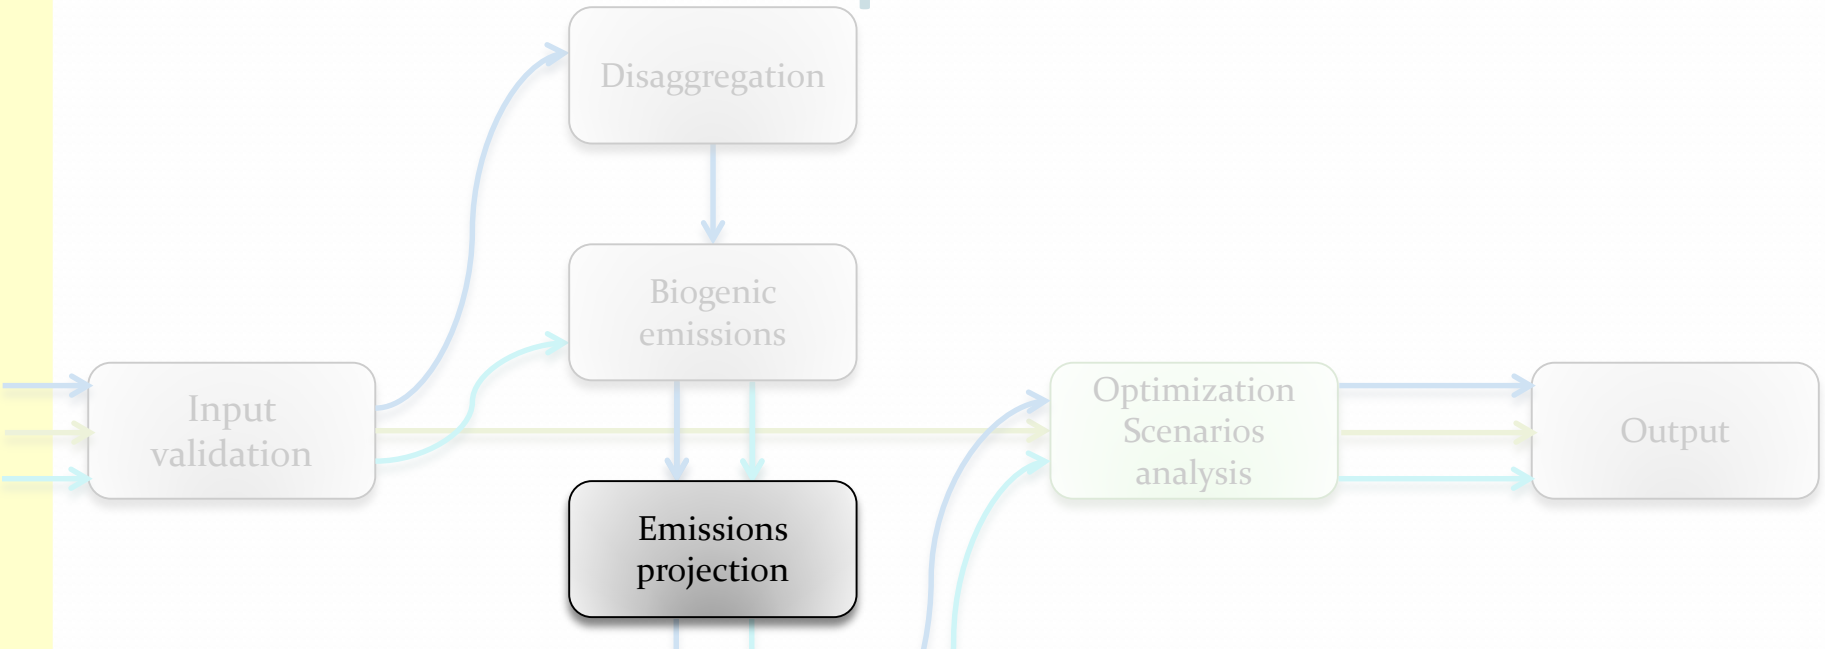 Disaggregation
Biogenic
emissions
Input
validation
Optimization
Scenarios
analysis
Output
Emissions
projection